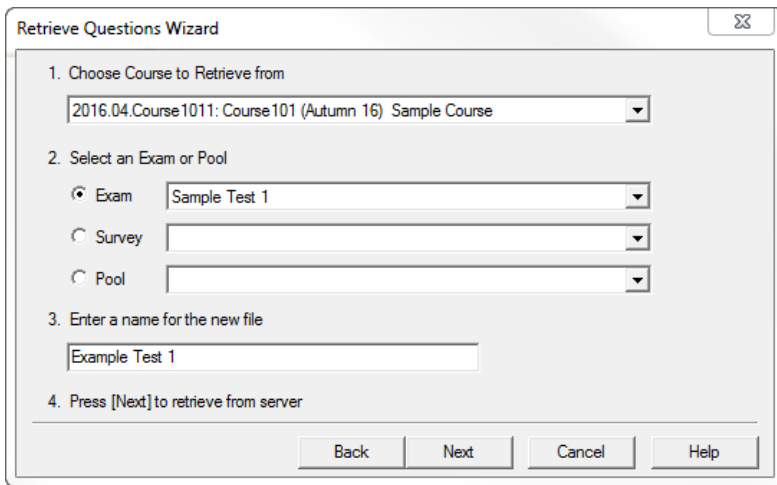 Retrieve Questions Wizard
1. Choose Course to Retrieve from
2016.04.Course1011: Course101 (Autumn 16) Sample Course
2. Select an Exam or Pool
Exam Sample Test 1
Survey
Pool
3. Enter a name for the new file
Example Test 1
4. Press [Next] to retrieve from server
Back Next Cancel Help